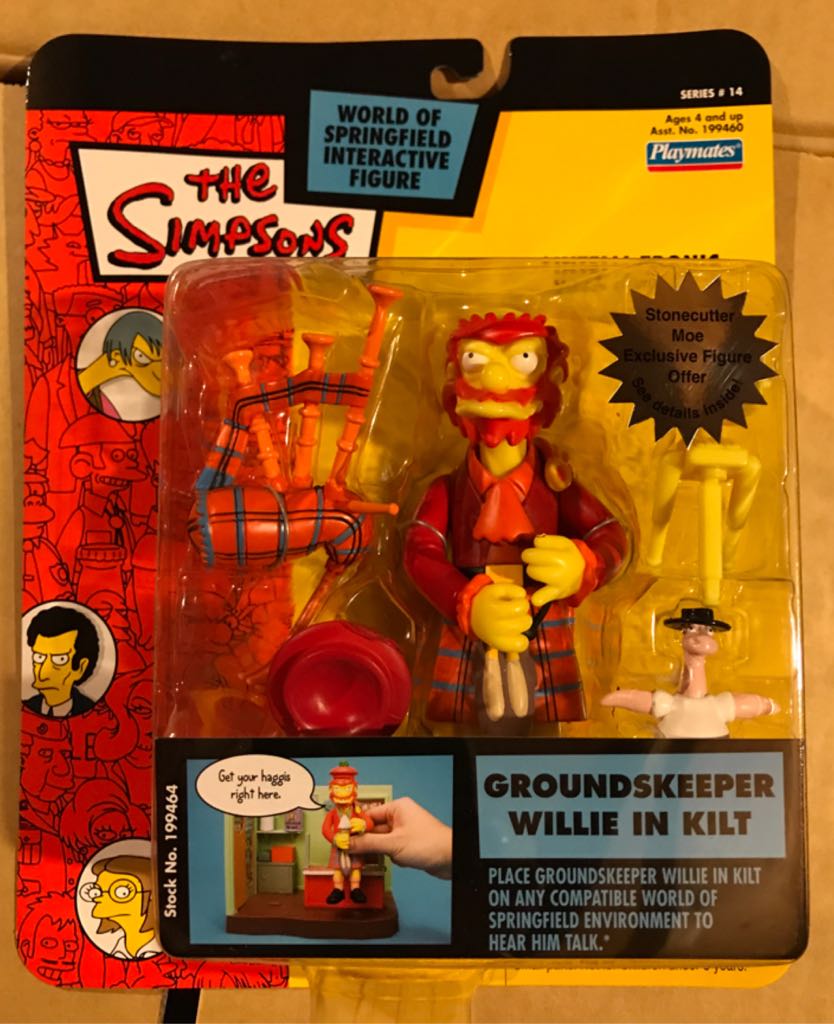 SERIES # 14
Ages 4 and up
Asst. No. 199460
Playmates®
WORLD OF
SPRINGFIELD
INTERACTIVE
FIGURE
THE
SIMPSONS
Stonecutter
Moe
Exclusive Figure
Offer
See details inside!
Get your haggis
right here.
Stock No. 199464
GROUNDSKEEPER
WILLIE IN KILT
PLACE GROUNDSKEEPER WILLIE IN KILT
ON ANY COMPATIBLE WORLD OF
SPRINGFIELD ENVIRONMENT TO
HEAR HIM TALK.*